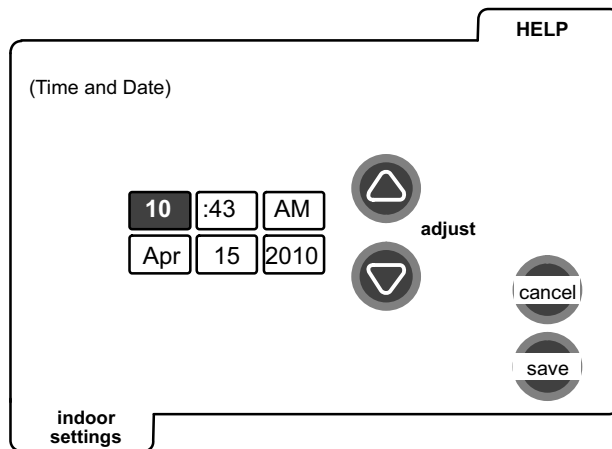 HELP
(Time and Date)
10 :43 AM
adjust
Apr 15 2010
cancel
save
indoor
settings